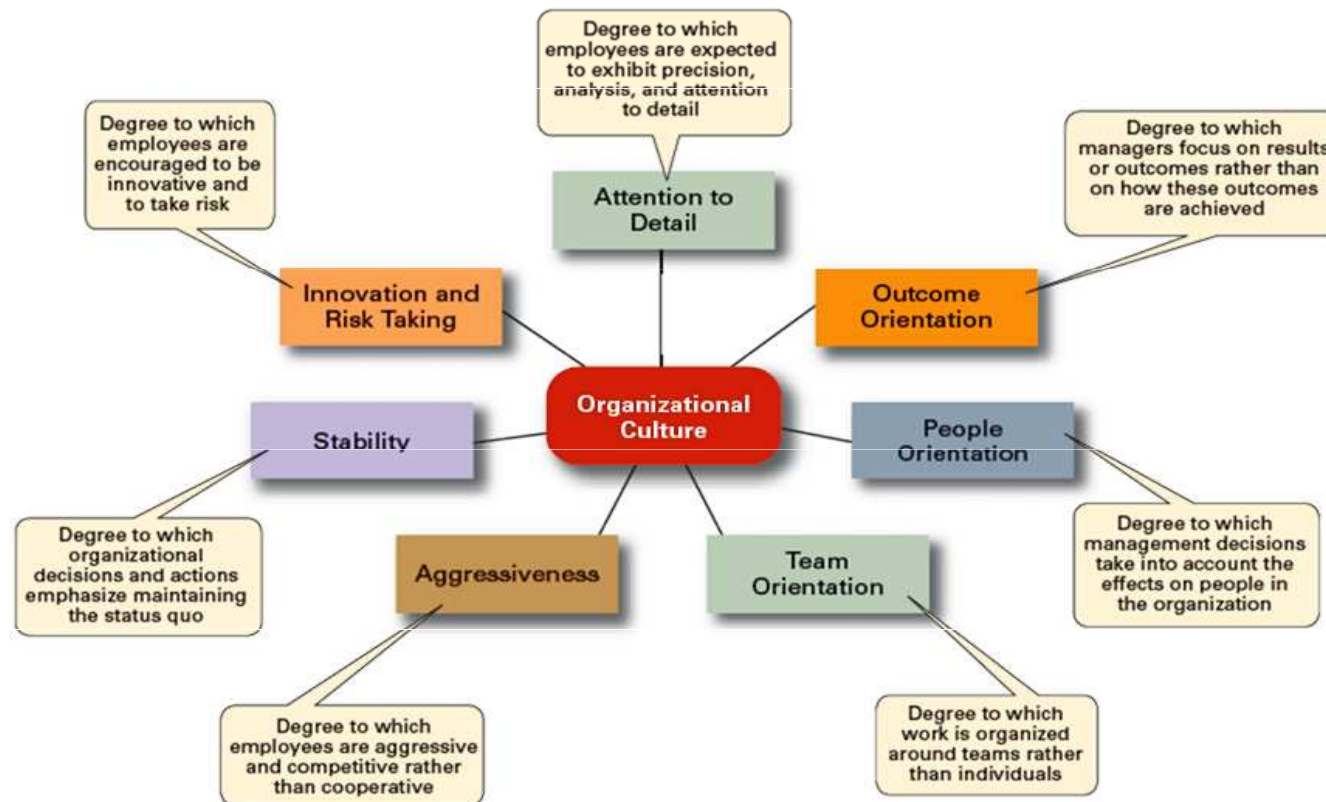 Degree to which
employees are expected
to exhibit precision,
analysis, and attention
to detail
Degree to which
employees are
encouraged to be
innovative and
to take risk
Degree to which
managers focus on results
or outcomes rather than
on how these outcomes
are achieved
Attention to
Detail
Innovation and
Risk Taking
Outcome
Orientation
Organizational
Culture
Stability
People
Orientation
Degree to which
organizational
decisions and actions
emphasize maintaining
the status quo
Aggressiveness
Team
Orientation
Degree to which
management decisions
take into account the
effects on people in
the organization
Degree to which
employees are aggressive
and competitive rather
than cooperative
Degree to which
work is organized
around teams rather
than individuals